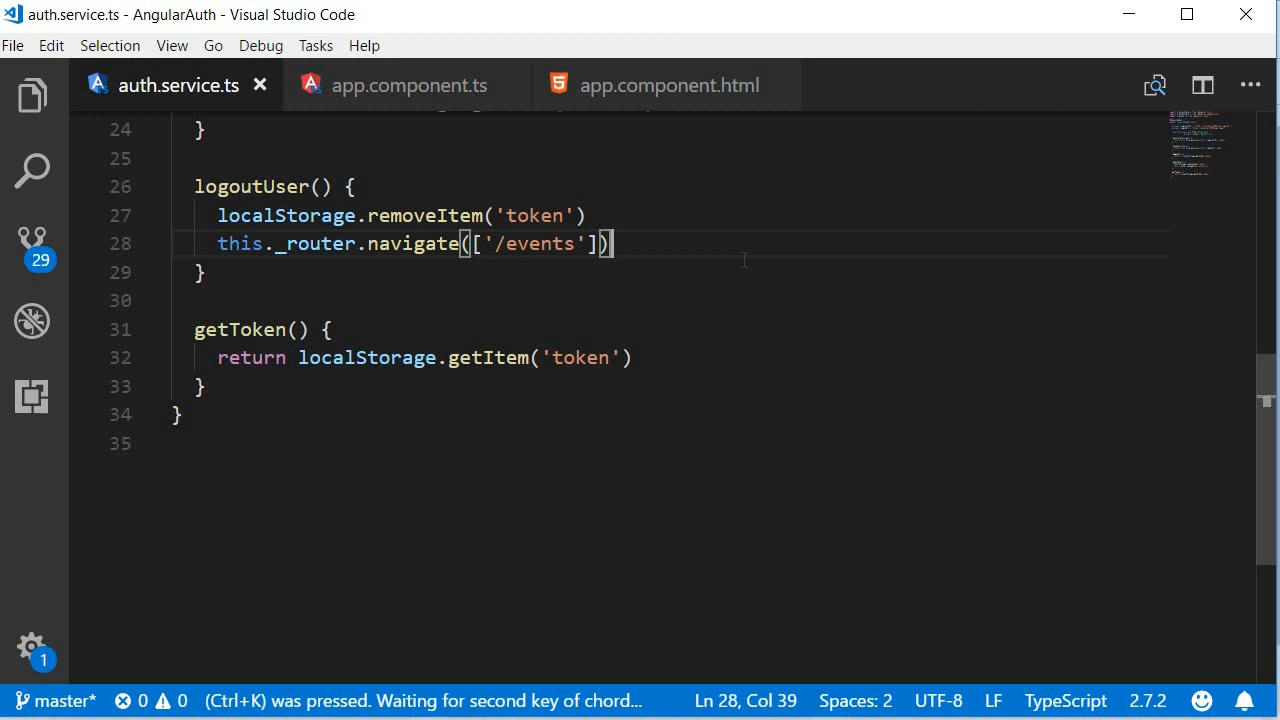 auth.service.ts - AngularAuth - Visual Studio Code
File Edit Selection View Go Debug Tasks Help
auth.service.ts app.component.ts app.component.html
24 }
25
26 logoutUser() {
27 localStorage.removeItem('token')
28 this._router.navigate(['/events'])
29 }
30
31 getToken() {
32 return localStorage.getItem('token')
33 }
34 }
35
29
1
master* 0 0 (Ctrl+K) was pressed. Waiting for second key of chord... Ln 28, Col 39 Spaces: 2 UTF-8 LF TypeScript 2.7.2